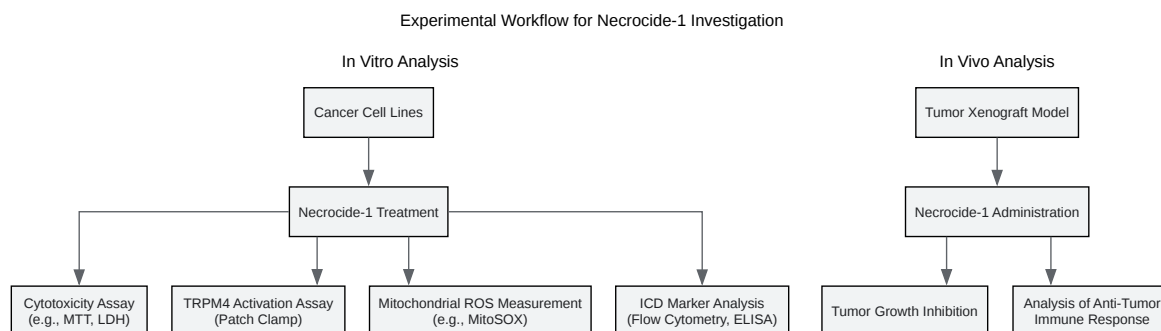 Experimental Workflow for Necrocide-1 Investigation
In Vitro Analysis
In Vivo Analysis
Cancer Cell Lines
Tumor Xenograft Model
Necrocide-1 Treatment
Necrocide-1 Administration
Cytotoxicity Assay
(e.g., MTT, LDH)
TRPM4 Activation Assay
(Patch Clamp)
Mitochondrial ROS Measurement
(e.g., MitoSOX)
ICD Marker Analysis
(Flow Cytometry, ELISA)
Tumor Growth Inhibition
Analysis of Anti-Tumor
Immune Response